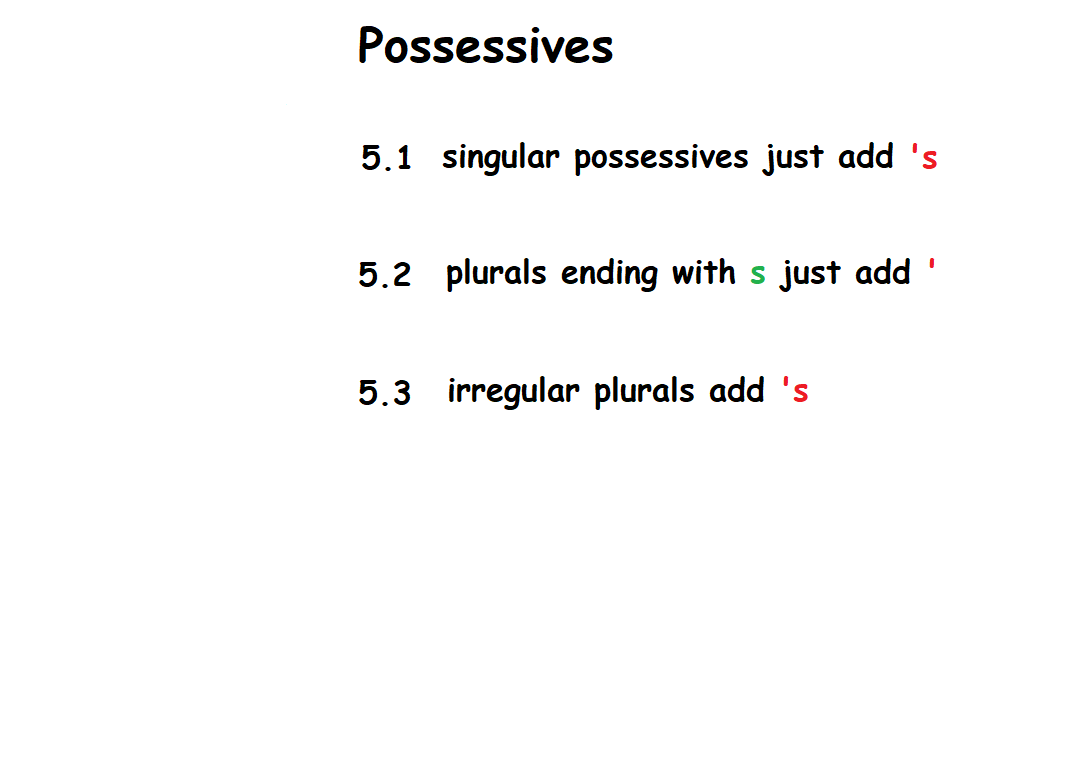 Possessives
5.1 singular possessives just add 's
5.2 plurals ending with s just add '
5.3 irregular plurals add 's